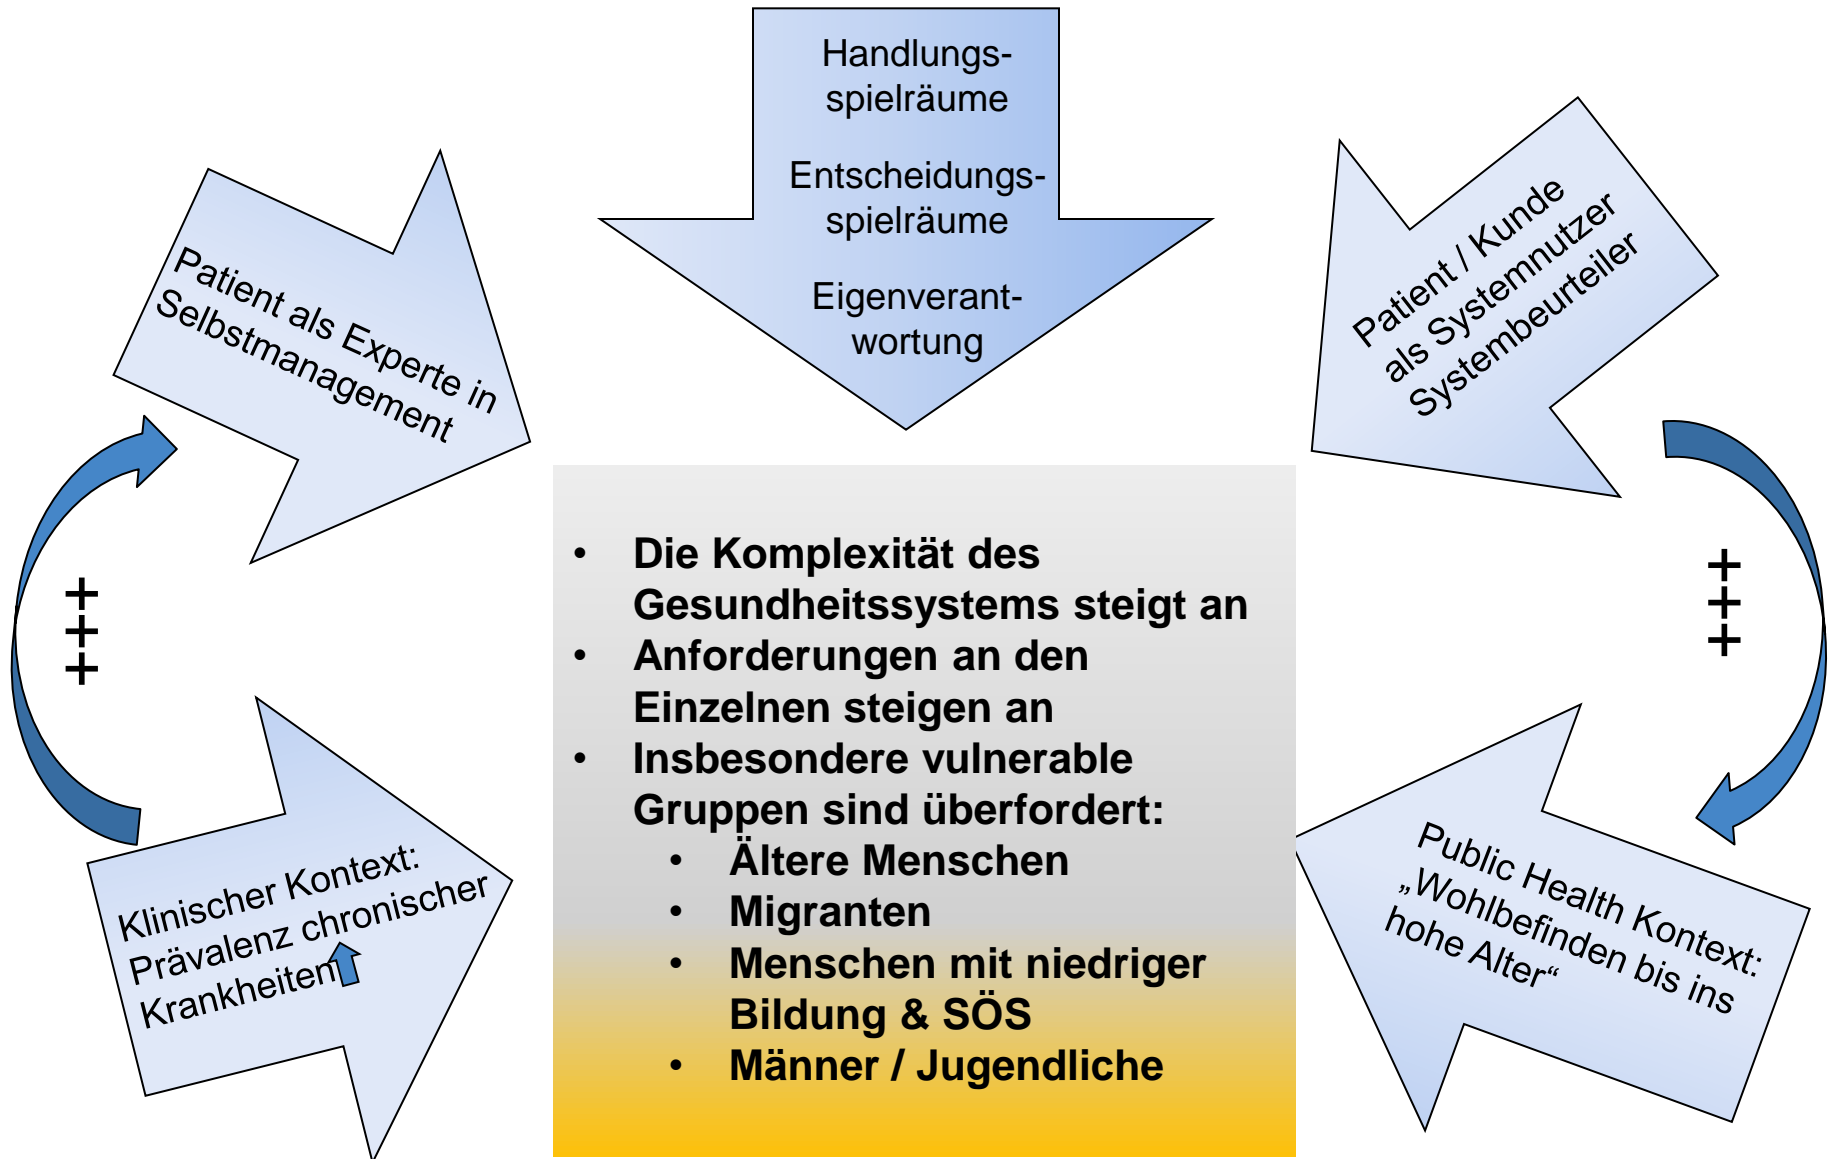 Handlungs-
spielräume
Entscheidungs-
spielräume
Eigenverant-
wortung
Patient als Experte in
Selbstmanagement
Patient / Kunde
als Systemnutzer
Systembeurteiler
+
+
+
+
+
+
• Die Komplexität des
Gesundheitssystems steigt an
• Anforderungen an den
Einzelnen steigen an
• Insbesondere vulnerable
Gruppen sind überfordert:
• Ältere Menschen
• Migranten
• Menschen mit niedriger
Bildung & SÖS
• Männer / Jugendliche
Klinischer Kontext:
Prävalenz chronischer
Krankheiten
Public Health Kontext:
„Wohlbefinden bis ins
hohe Alter“